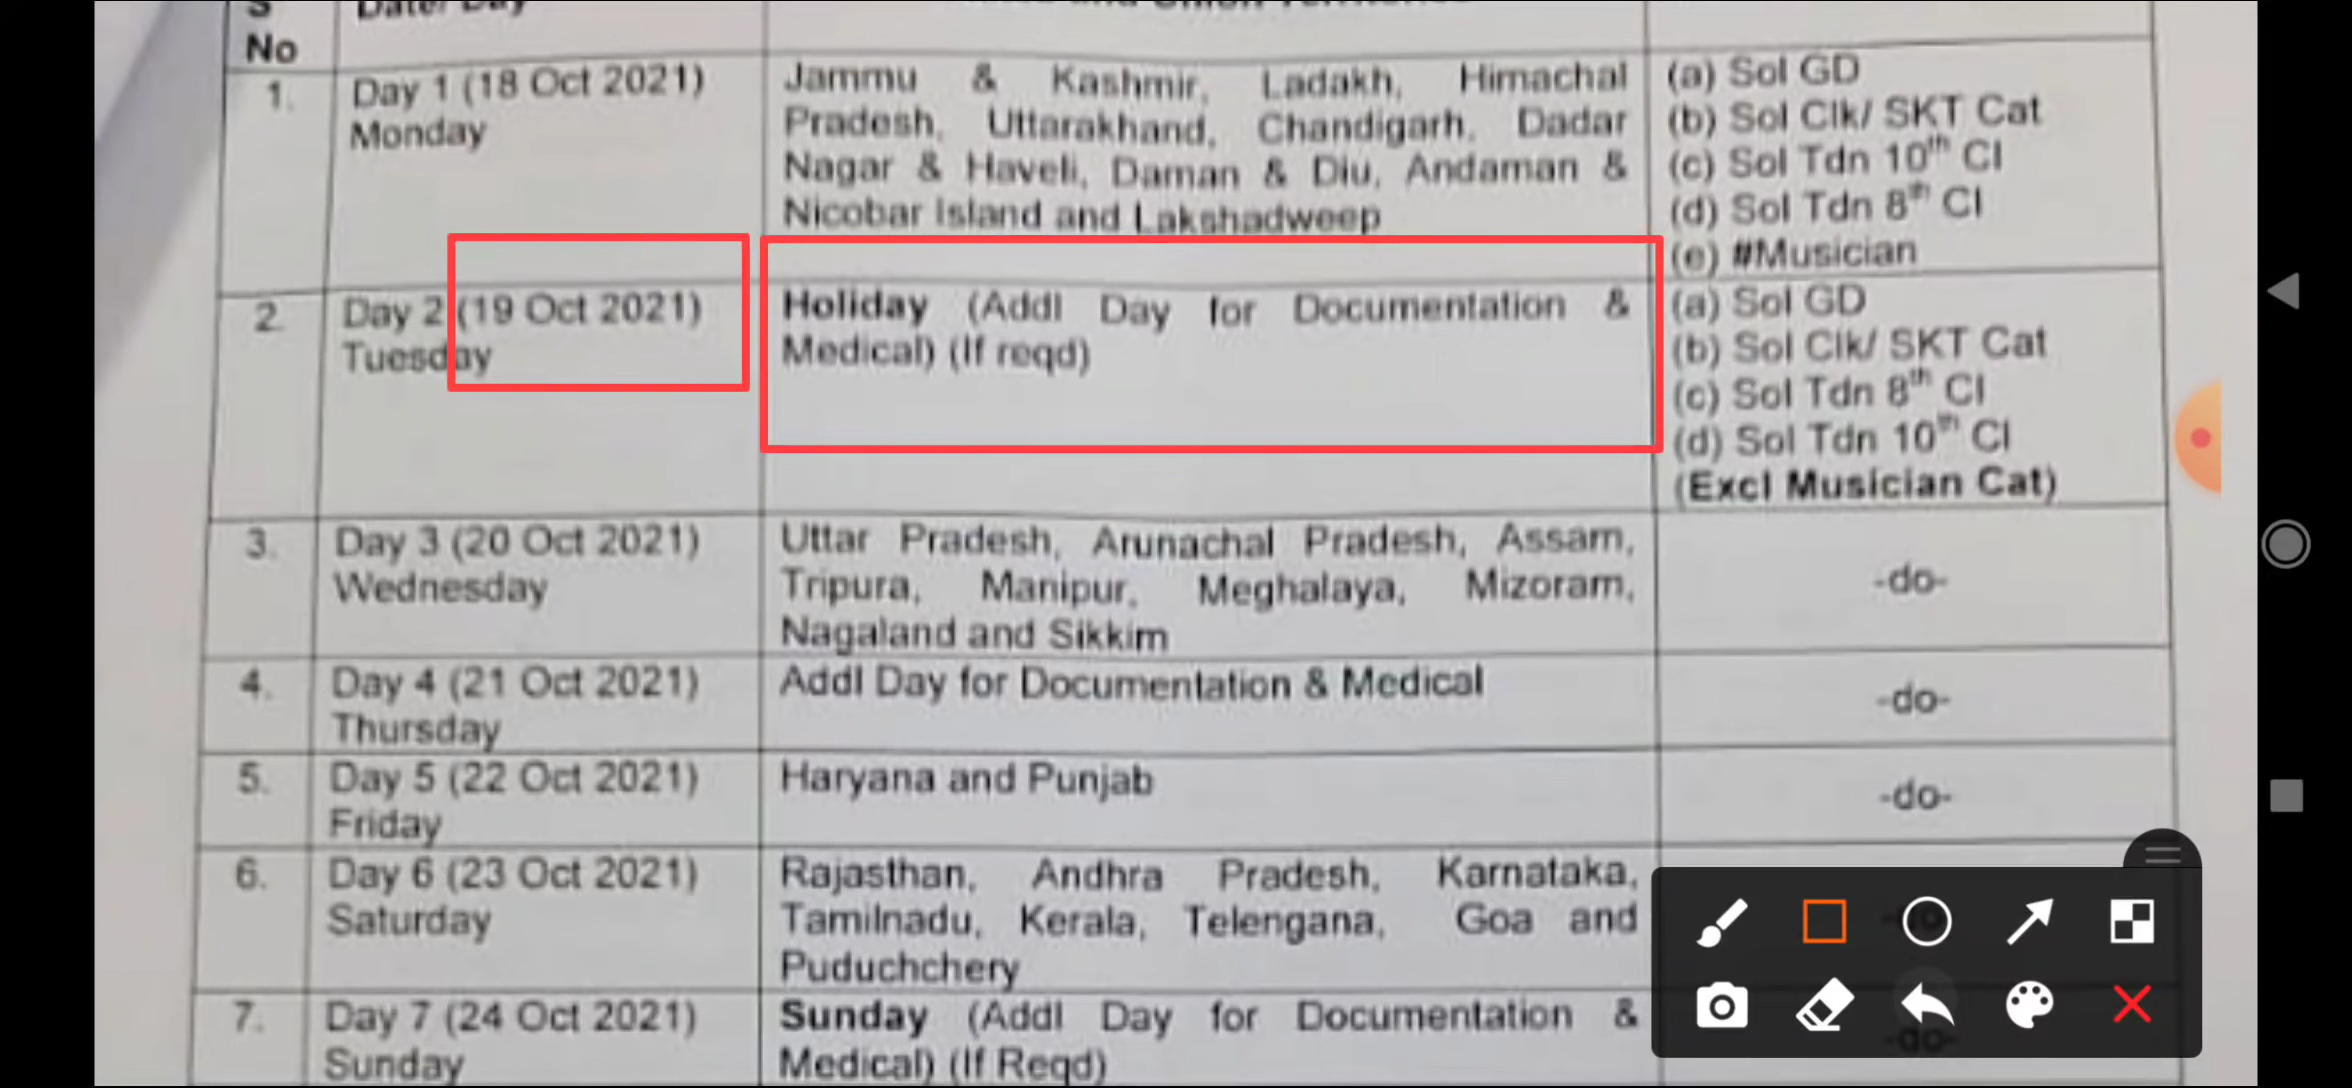 S No
Date/ Day
1.
Day 1 (18 Oct 2021)
Monday
Jammu & Kashmir, Ladakh, Himachal
Pradesh, Uttarakhand, Chandigarh, Dadar
Nagar & Haveli, Daman & Diu, Andaman &
Nicobar Island and Lakshadweep
(a) Sol GD
(b) Sol Clk/ SKT Cat
(c) Sol Tdn 10th Cl
(d) Sol Tdn 8th Cl
(e) #Musician
2.
Day 2 (19 Oct 2021)
Tuesday
Holiday (Addl Day for Documentation &
Medical) (If reqd)
(a) Sol GD
(b) Sol Clk/ SKT Cat
(c) Sol Tdn 8th Cl
(d) Sol Tdn 10th Cl
(Excl Musician Cat)
3.
Day 3 (20 Oct 2021)
Wednesday
Uttar Pradesh, Arunachal Pradesh, Assam,
Tripura, Manipur, Meghalaya, Mizoram,
Nagaland and Sikkim
-do-
4.
Day 4 (21 Oct 2021)
Thursday
Addl Day for Documentation & Medical
-do-
5.
Day 5 (22 Oct 2021)
Friday
Haryana and Punjab
-do-
6.
Day 6 (23 Oct 2021)
Saturday
Rajasthan, Andhra Pradesh, Karnataka,
Tamilnadu, Kerala, Telengana, Goa and
Puduchchery
7.
Day 7 (24 Oct 2021)
Sunday
Sunday (Addl Day for Documentation &
Medical) (If Reqd)
-do-